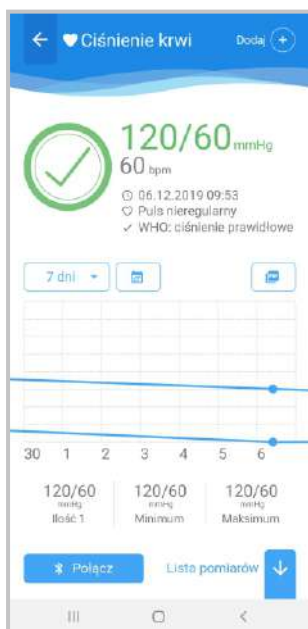 Ciśnienie krwi
Dodaj
120/60 mmHg
60 bpm
06.12.2019 09:53
Puls nieregularny
WHO: ciśnienie prawidłowe
7 dni
30 1 2 3 4 5 6
120/60 120/60 120/60
mmHg mmHg mmHg
Ilość 1 Minimum Maksimum
Połącz Lista pomiarów